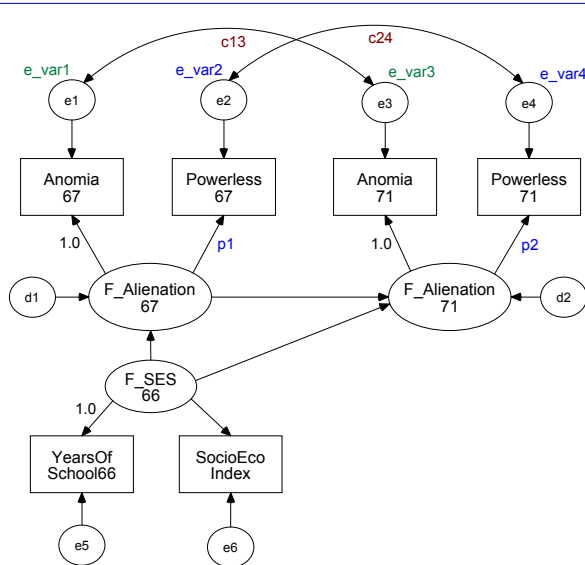 c13
c24
e_var1
e_var2
e_var3
e_var4
e1
e2
e3
e4
Anomia
67
Powerless
67
Anomia
71
Powerless
71
1.0
p1
1.0
p2
d1
F_Alienation
67
F_Alienation
71
d2
F_SES
66
1.0
YearsOf
School66
SocioEco
Index
e5
e6